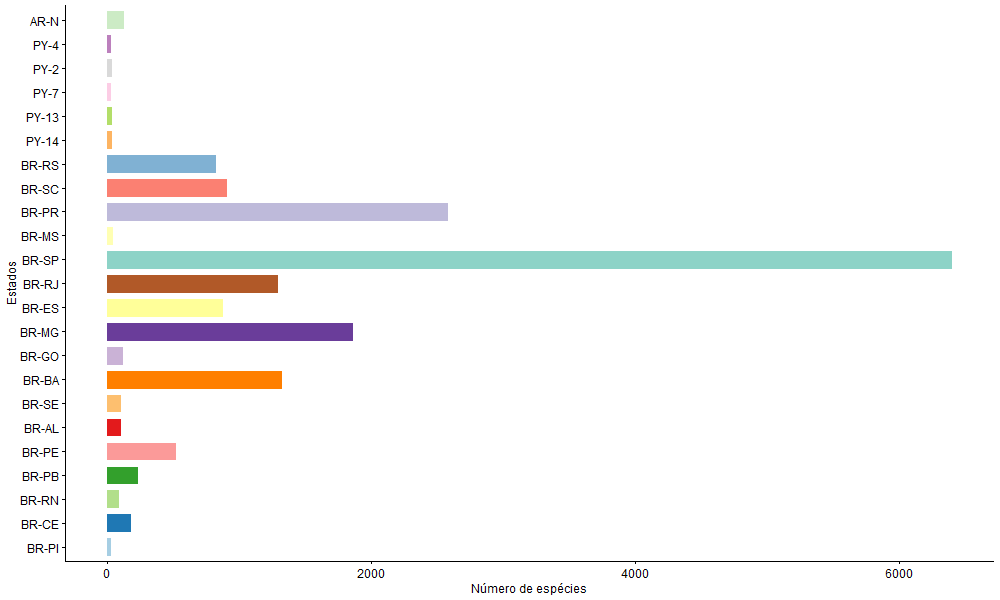 AR-N
PY-4
PY-2
PY-7
PY-13
PY-14
BR-RS
BR-SC
BR-PR
BR-MS
BR-SP
BR-RJ
BR-ES
BR-MG
BR-GO
BR-BA
BR-SE
BR-AL
BR-PE
BR-PB
BR-RN
BR-CE
BR-PI
Estados
0 2000 4000 6000
Número de espécies